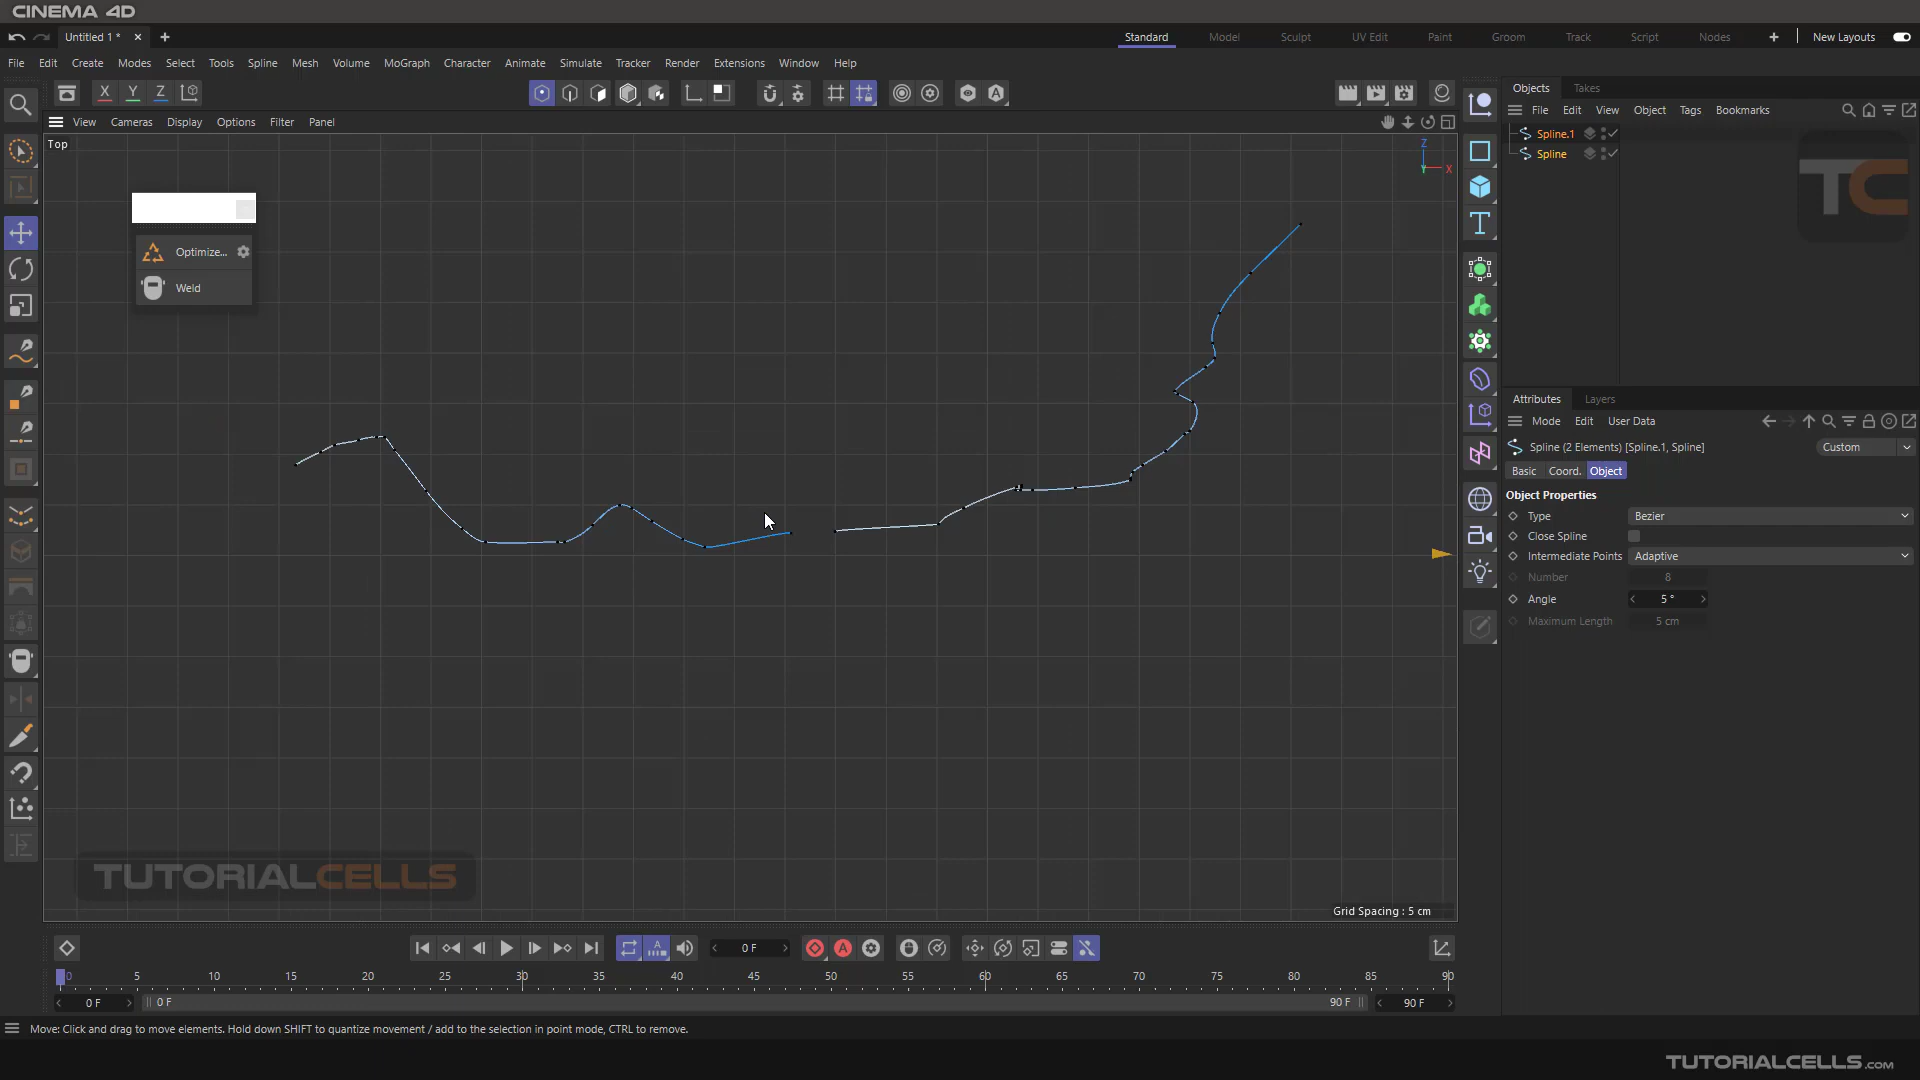 CINEMA 4D
Untitled 1 *
Standard Model Sculpt UV Edit Paint Groom Track Script Nodes New Layouts
File Edit Create Modes Select Tools Spline Mesh Volume MoGraph Character Animate Simulate Tracker Render Extensions Window Help
X Y Z
Objects Takes
File Edit View Object Tags Bookmarks
View Cameras Display Options Filter Panel
Top
Z
Y X
Spline.1
Spline
TC
Optimize...
Weld
Attributes Layers
Mode Edit User Data
Spline (2 Elements) [Spline.1, Spline]
Custom
Basic Coord. Object
Object Properties
Type Bezier
Close Spline
Intermediate Points Adaptive
Number 8
Angle 5 °
Maximum Length 5 cm
TUTORIALCELLS
Grid Spacing : 5 cm
0 F
0 5 10 15 20 25 30 35 40 45 50 55 60 65 70 75 80 85 90
0 F 0 F 90 F 90 F
Move: Click and drag to move elements. Hold down SHIFT to quantize movement / add to the selection in point mode, CTRL to remove.
TUTORIALCELLS.com